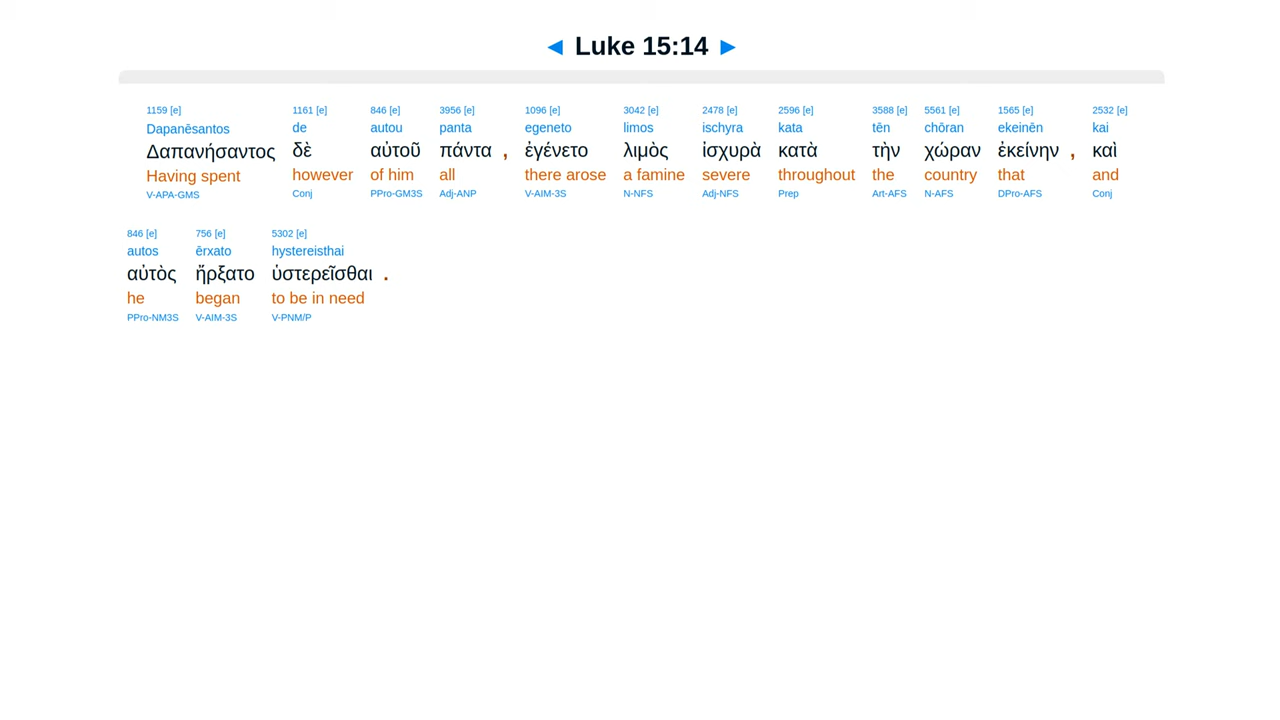 ◄ Luke 15:14 ►
1159 [e] 1161 [e] 846 [e] 3956 [e] 1096 [e] 3042 [e] 2478 [e] 2596 [e] 3588 [e] 5561 [e] 1565 [e] 2532 [e]
Dapanēsantos de autou panta egeneto limos ischyra kata tēn chōran ekeinēn kai
Δαπανήσαντος δὲ αὐτοῦ πάντα , ἐγένετο λιμὸς ἰσχυρὰ κατὰ τὴν χώραν ἐκείνην , καὶ
Having spent however of him all there arose a famine severe throughout the country that and
V-APA-GMS Conj PPro-GM3S Adj-ANP V-AIM-3S N-NFS Adj-NFS Prep Art-AFS N-AFS DPro-AFS Conj
846 [e] 756 [e] 5302 [e]
autos ērxato hystereisthai
αὐτὸς ἤρξατο ὑστερεῖσθαι .
he began to be in need
PPro-NM3S V-AIM-3S V-PNM/P